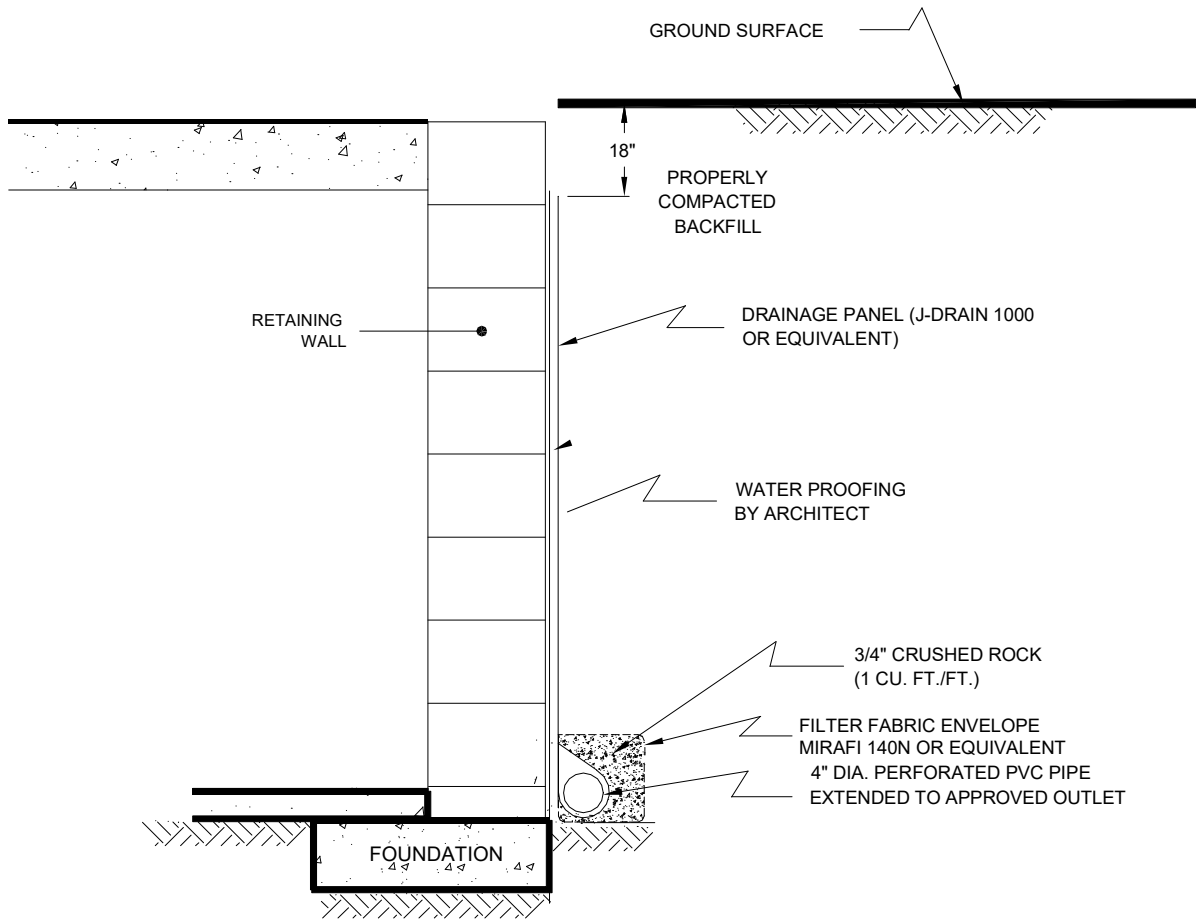 GROUND SURFACE
18"
PROPERLY
COMPACTED
BACKFILL
RETAINING
WALL
DRAINAGE PANEL (J-DRAIN 1000
OR EQUIVALENT)
WATER PROOFING
BY ARCHITECT
3/4" CRUSHED ROCK
(1 CU. FT./FT.)
FILTER FABRIC ENVELOPE
MIRAFI 140N OR EQUIVALENT
4" DIA. PERFORATED PVC PIPE
EXTENDED TO APPROVED OUTLET
FOUNDATION